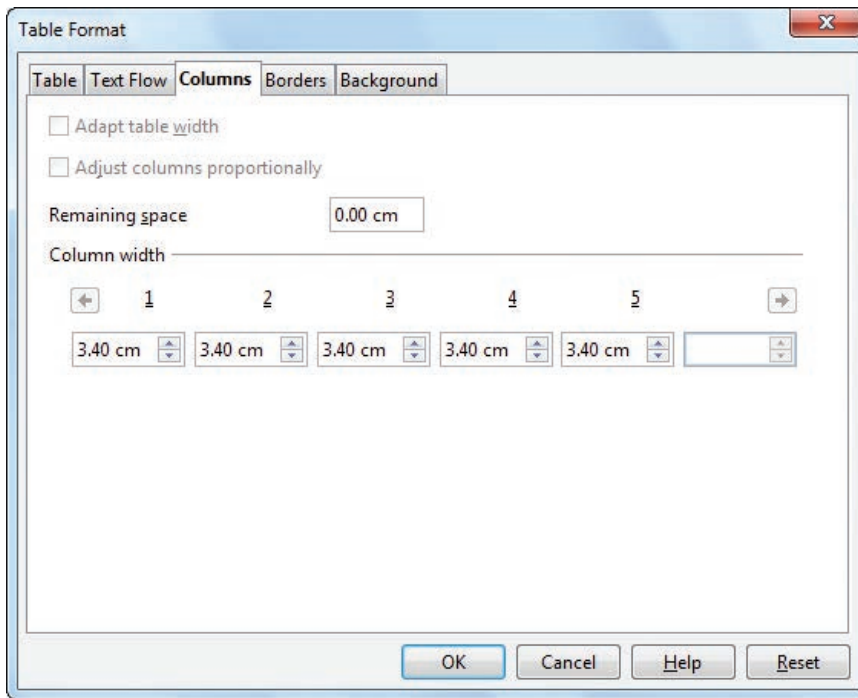 Table Format
Table Text Flow Columns Borders Background
Adapt table width
Adjust columns proportionally
Remaining space 0.00 cm
Column width
1 2 3 4 5
3.40 cm 3.40 cm 3.40 cm 3.40 cm 3.40 cm
OK Cancel Help Reset